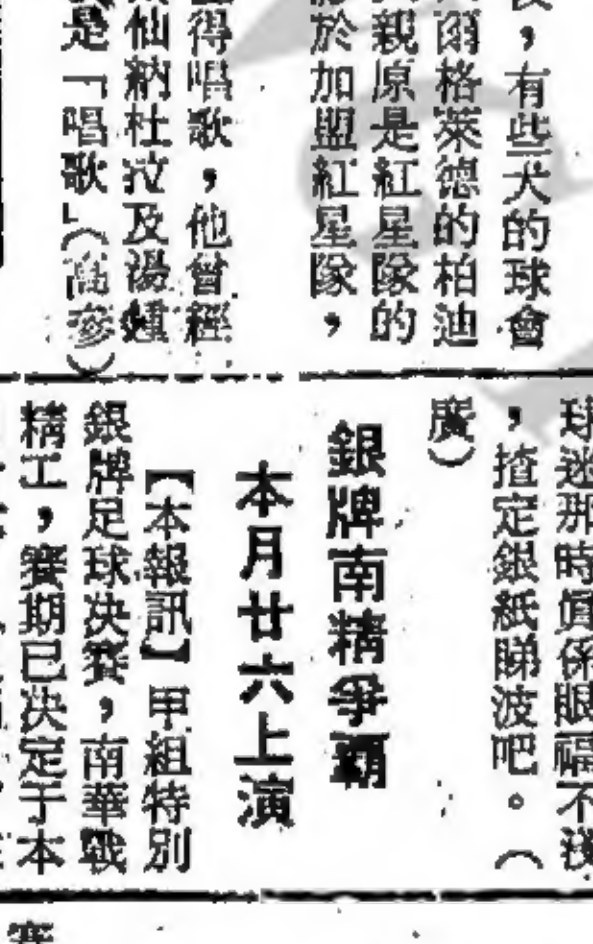 ，有些犬的球會
爾格萊德的柏迪
親原是紅星隊的
於加盟紅星隊，
得唱歌，他曾經
仙納杜拉及湯鍾
是「唱歌」（高參）
球迷那時眞係眼福不淺
，揸定銀紙睇波吧。（
廣）
銀牌南精爭霸
本月廿六上演
【本報訊】甲組特別
銀牌足球決賽，南華戰
精工，賽期已決定于本
賽